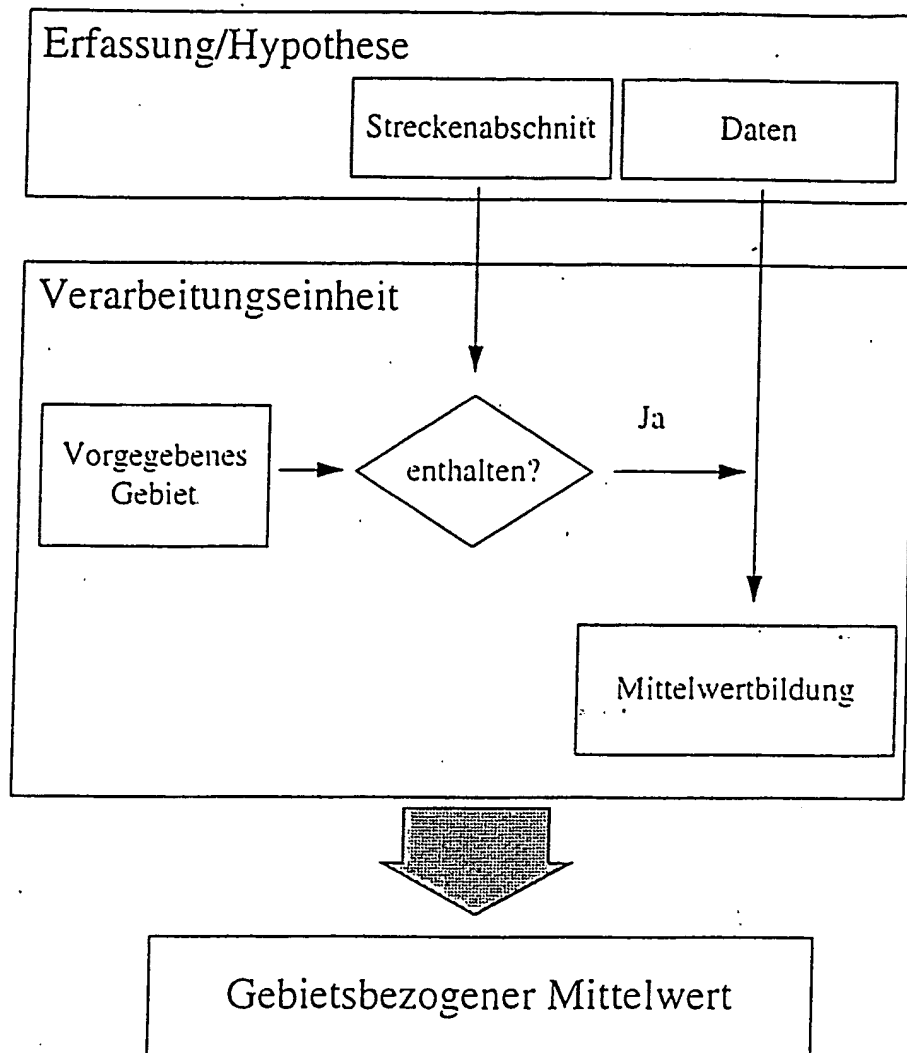 Erfassung/Hypothese
Streckenabschnitt
Daten
Verarbeitungseinheit
Ja
Vorgegebenes
Gebiet
enthalten?
Mittelwertbildung
Gebietsbezogener Mittelwert